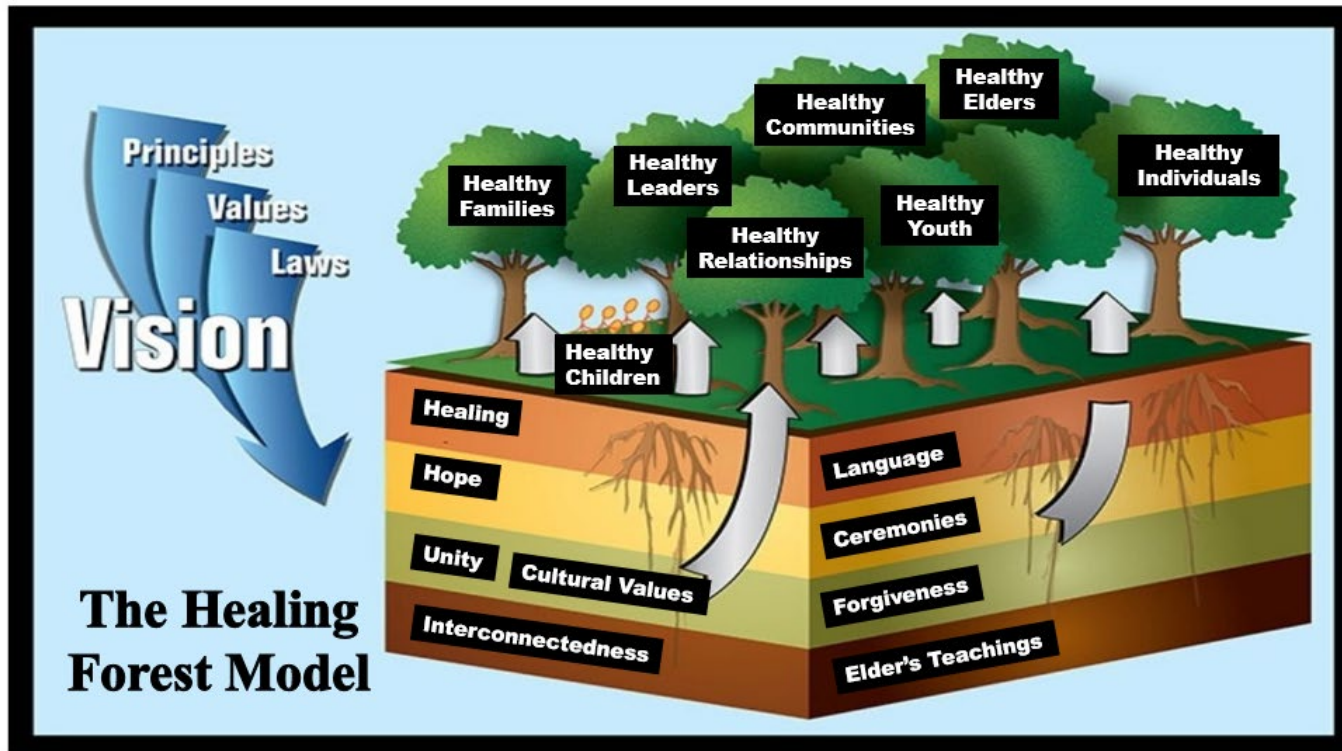 Principles
Values
Laws
Vision
The Healing
Forest Model
Healthy
Families
Healthy
Leaders
Healthy
Communities
Healthy
Elders
Healthy
Individuals
Healthy
Relationships
Healthy
Youth
Healthy
Children
Healing
Hope
Unity
Cultural Values
Interconnectedness
Language
Ceremonies
Forgiveness
Elder's Teachings